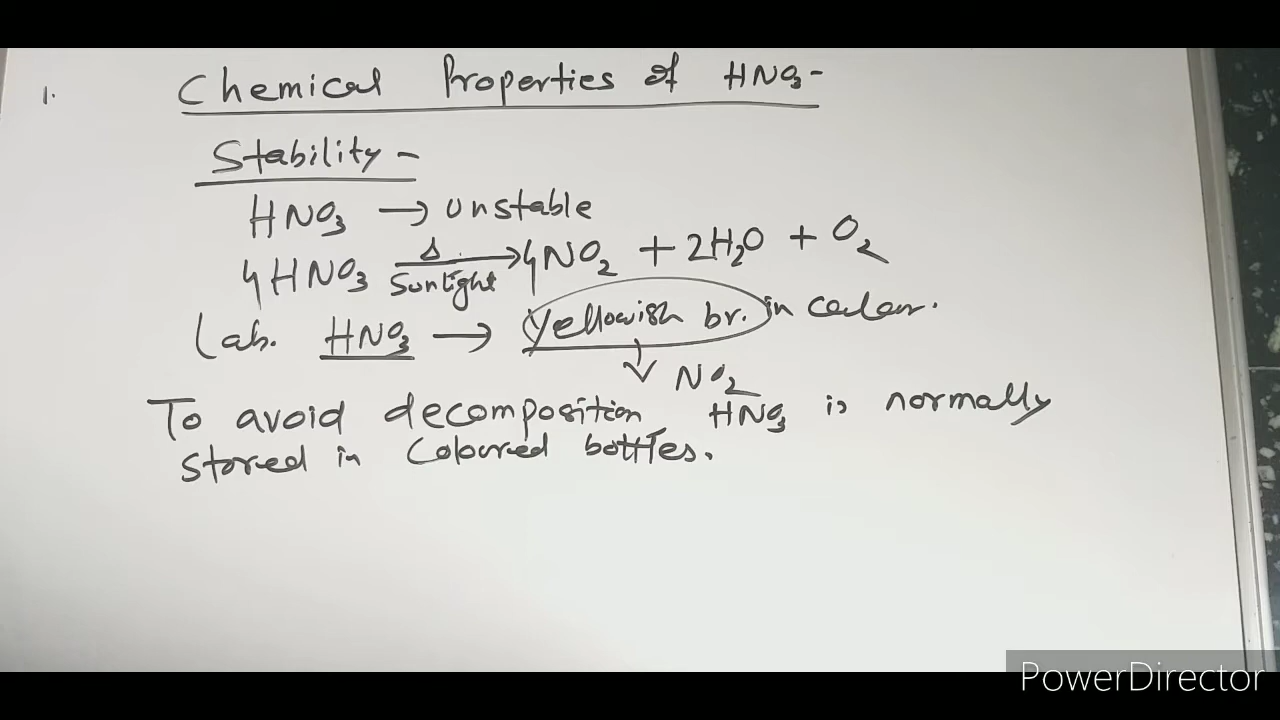 1. Chemical Properties of HNO₃-
Stability -
HNO₃ → unstable
4HNO₃ Δ Sunlight → 4NO₂ + 2H₂O + O₂
Lab. HNO₃ → Yellowish br. in colour.
↓ NO₂
To avoid decomposition HNO₃ is normally
stored in Coloured bottles.
PowerDirector